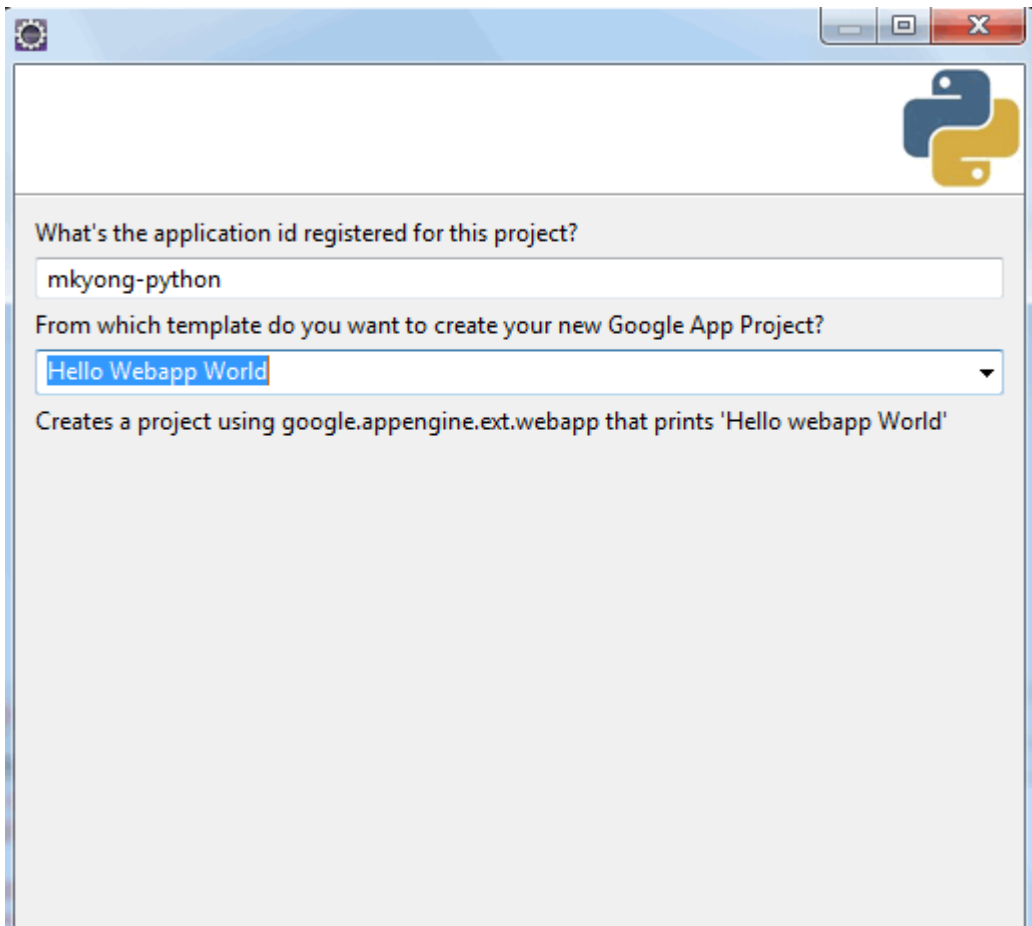 What's the application id registered for this project?
mkyong-python
From which template do you want to create your new Google App Project?
Hello Webapp World
Creates a project using google.appengine.ext.webapp that prints 'Hello webapp World'